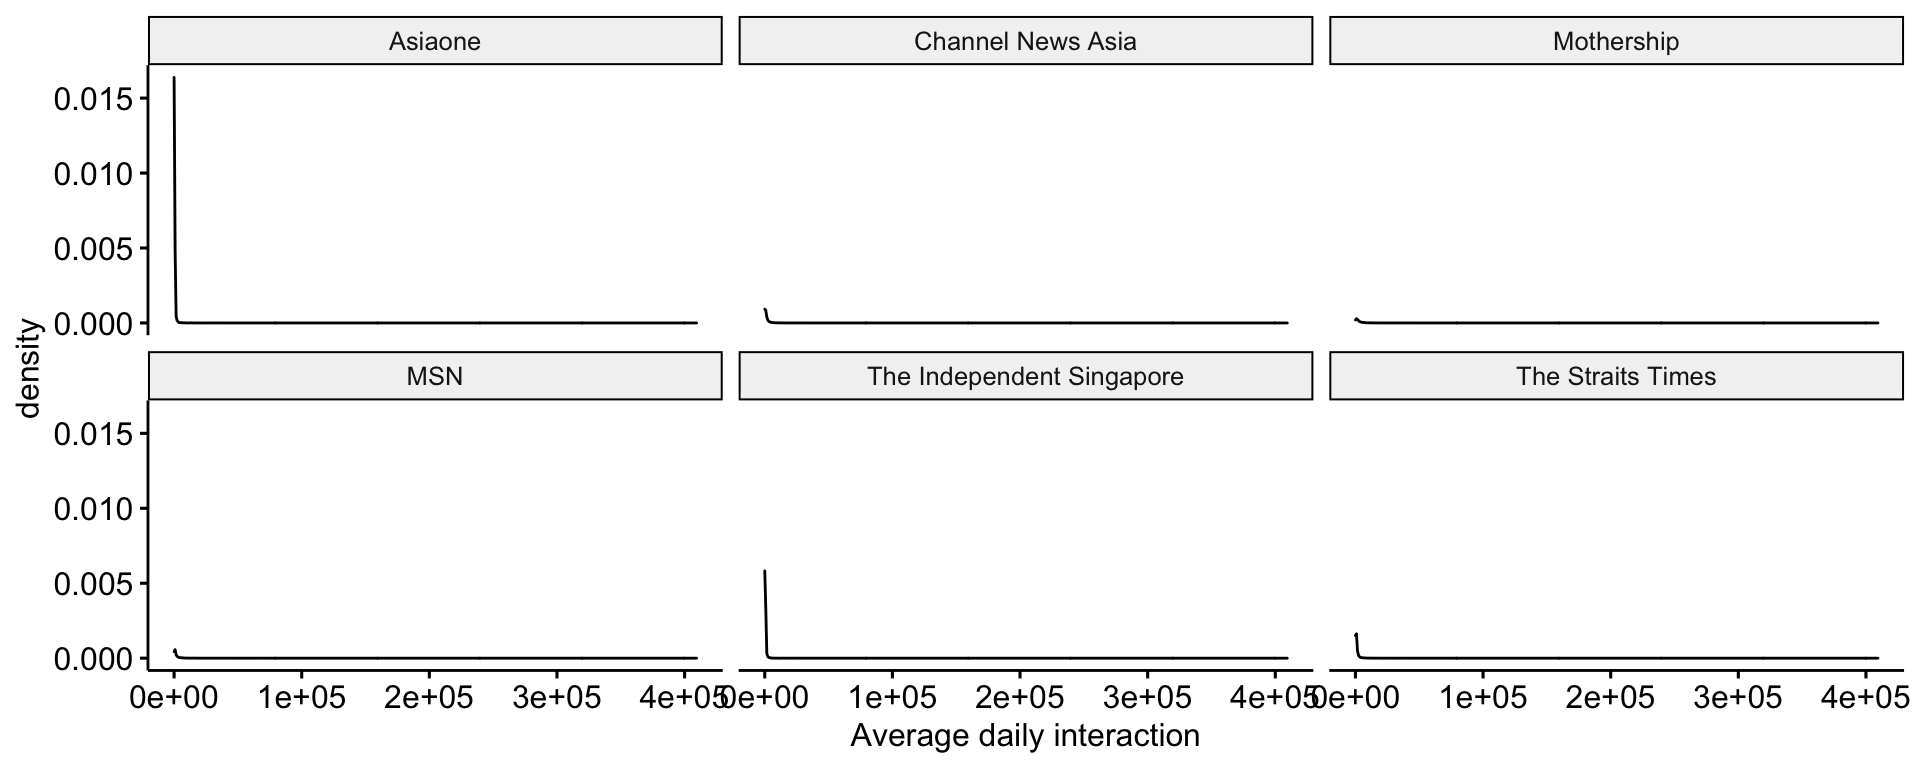 Asiaone
Channel News Asia
Mothership
0.015
0.010
0.005
0.000
density
MSN
The Independent Singapore
The Straits Times
0.015
0.010
0.005
0.000
0e+00 1e+05 2e+05 3e+05 4e+05 0e+00 1e+05 2e+05 3e+05 4e+05 0e+00 1e+05 2e+05 3e+05 4e+05
Average daily interaction